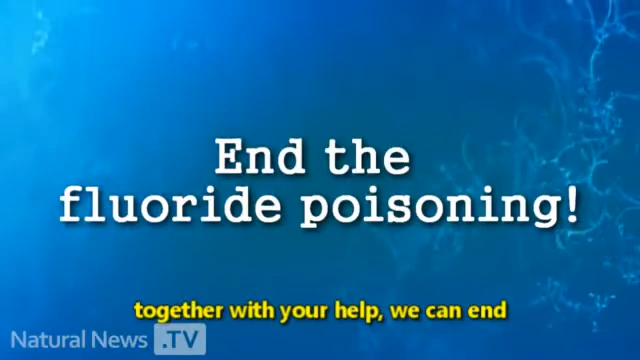 End the
fluoride poisoning!
together with your help, we can end
Natural News .TV